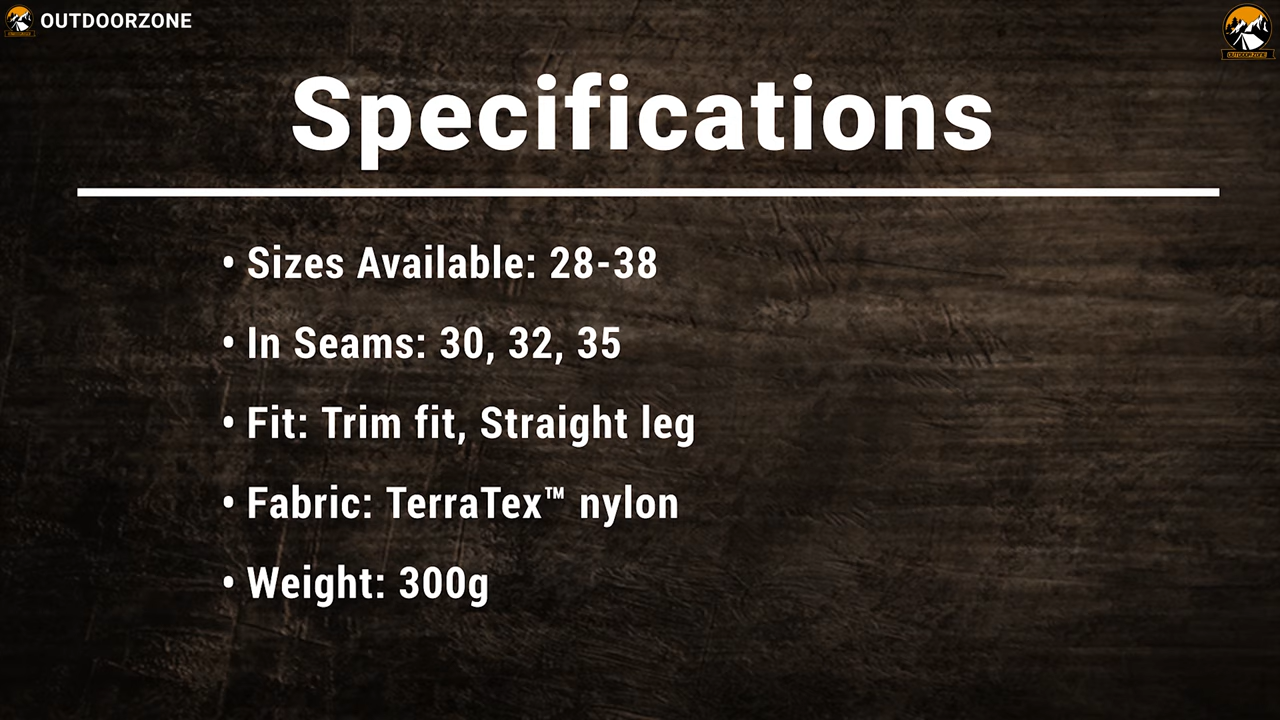 OUTDOORZONE
OUTDOORZONE
Specifications
• Sizes Available: 28-38
• In Seams: 30, 32, 35
• Fit: Trim fit, Straight leg
• Fabric: TerraTex™ nylon
• Weight: 300g